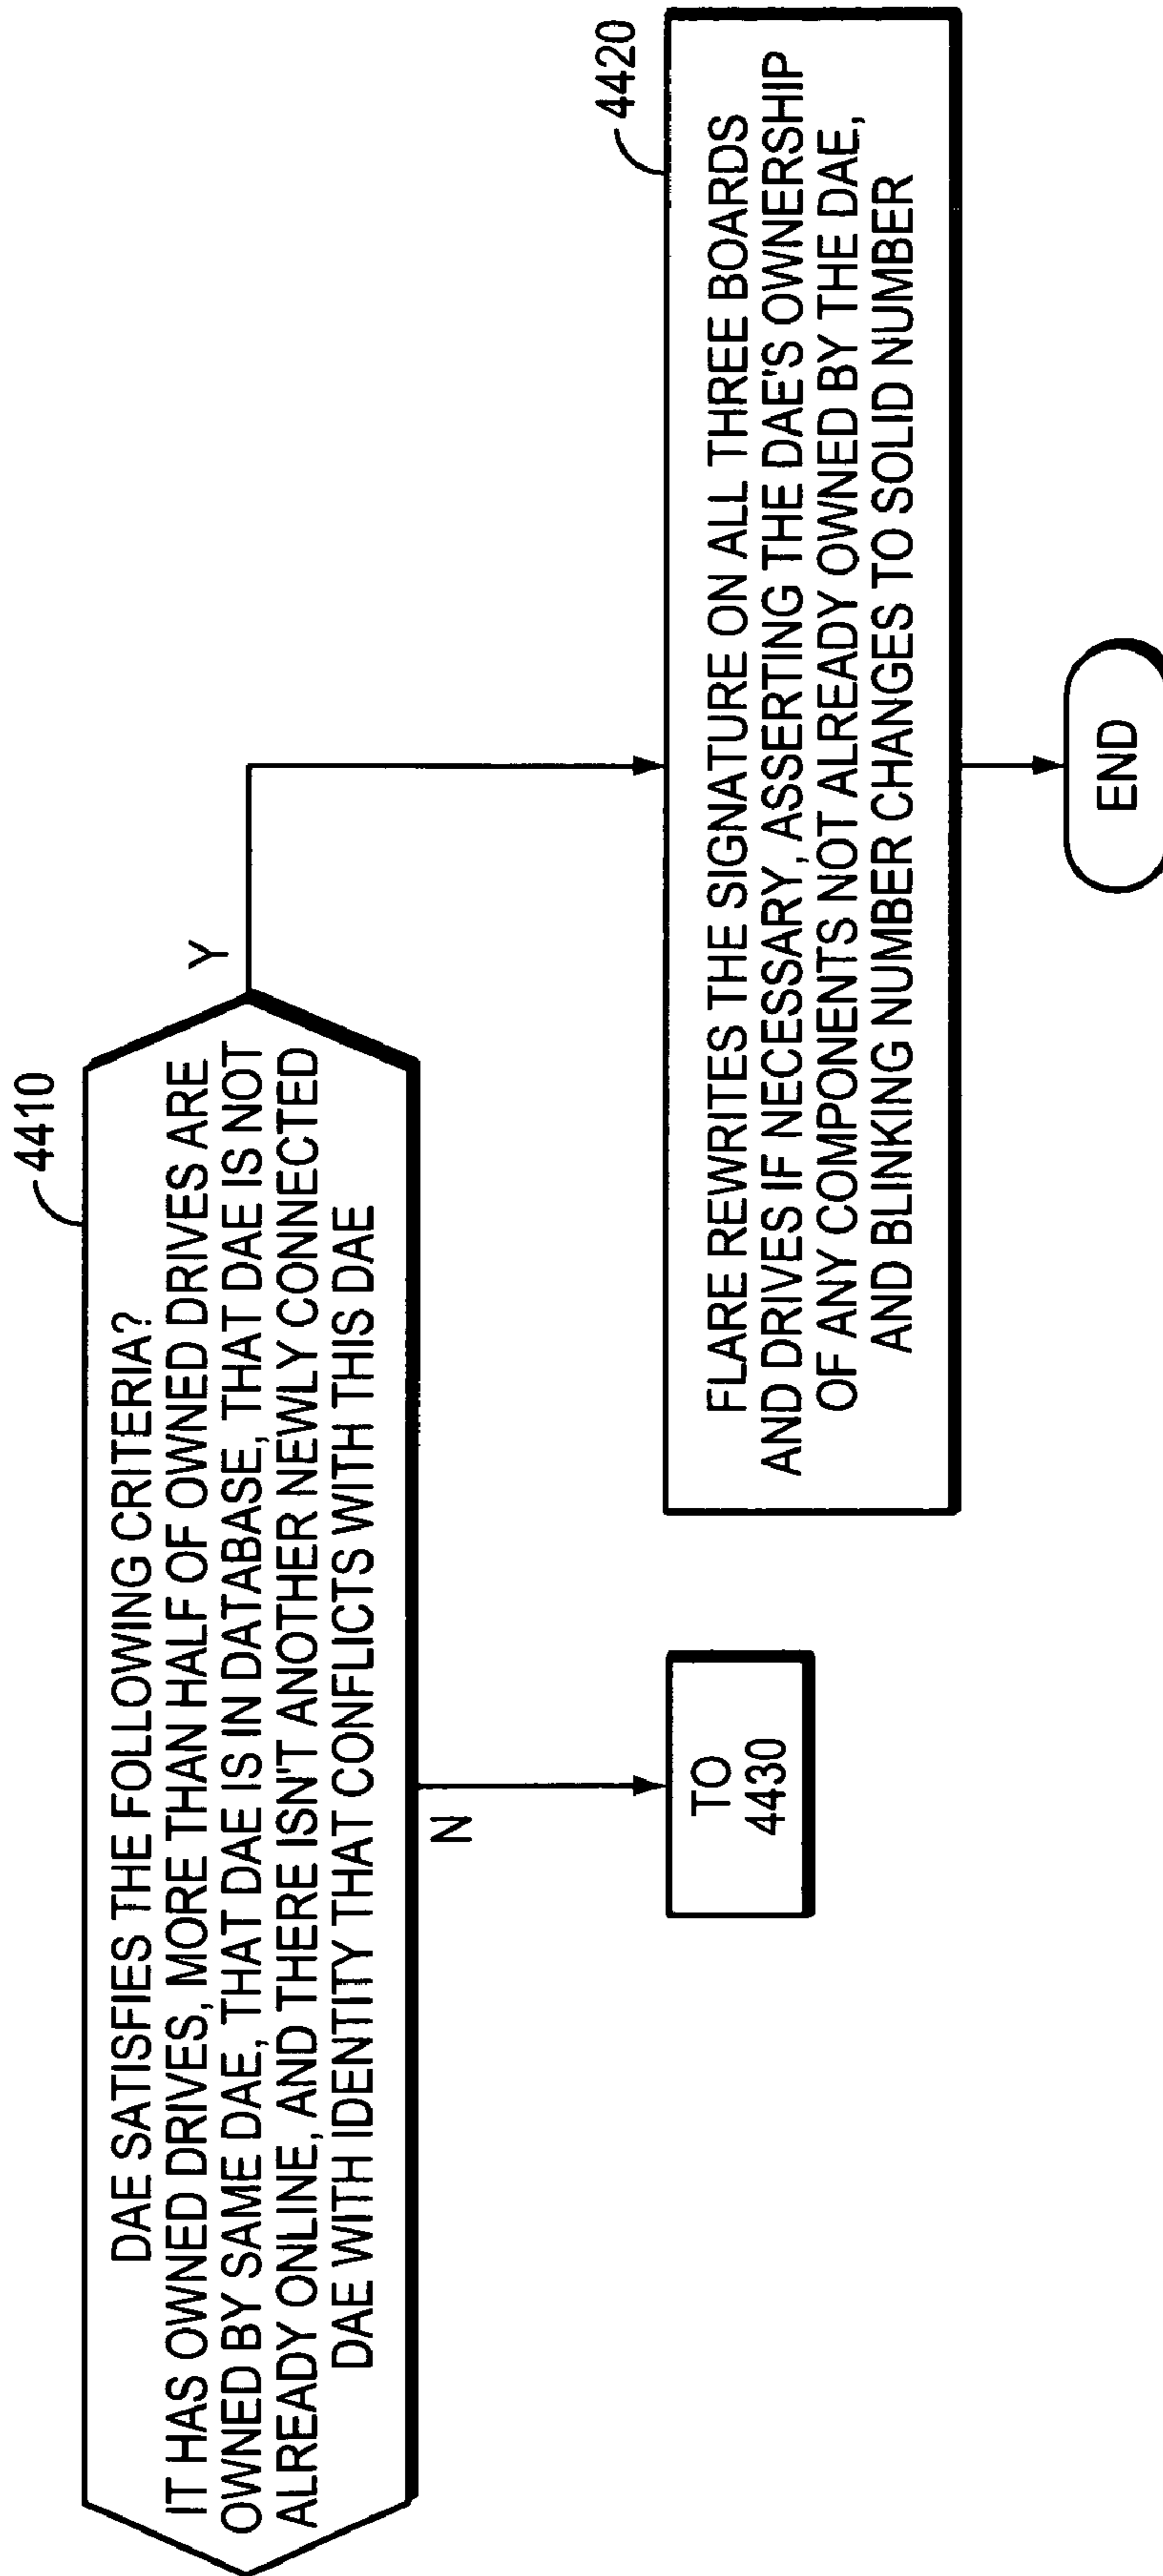 4410
DAE SATISFIES THE FOLLOWING CRITERIA?
IT HAS OWNED DRIVES, MORE THAN HALF OF OWNED DRIVES ARE
OWNED BY SAME DAE, THAT DAE IS IN DATABASE, THAT DAE IS NOT
ALREADY ONLINE, AND THERE ISN'T ANOTHER NEWLY CONNECTED
DAE WITH IDENTITY THAT CONFLICTS WITH THIS DAE
Y
N
TO
4430
4420
FLARE REWRITES THE SIGNATURE ON ALL THREE BOARDS
AND DRIVES IF NECESSARY, ASSERTING THE DAE'S OWNERSHIP
OF ANY COMPONENTS NOT ALREADY OWNED BY THE DAE,
AND BLINKING NUMBER CHANGES TO SOLID NUMBER
END